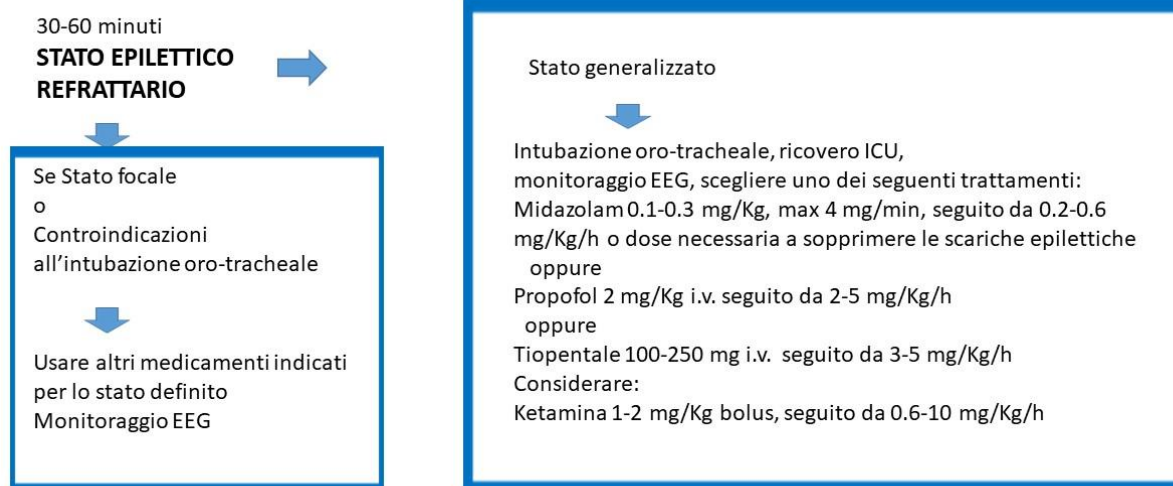 30-60 minuti
STATO EPILETTICO
REFRATTARIO
Se Stato focale
o
Controindicazioni
all'intubazione oro-tracheale
Usare altri medicamenti indicati
per lo stato definito
Monitoraggio EEG
Stato generalizzato
Intubazione oro-tracheale, ricovero ICU,
monitoraggio EEG, scegliere uno dei seguenti trattamenti:
Midazolam 0.1-0.3 mg/Kg, max 4 mg/min, seguito da 0.2-0.6
mg/Kg/h o dose necessaria a sopprimere le scariche epilettiche
oppure
Propofol 2 mg/Kg i.v. seguito da 2-5 mg/Kg/h
oppure
Tiopentale 100-250 mg i.v. seguito da 3-5 mg/Kg/h
Considerare:
Ketamina 1-2 mg/Kg bolus, seguito da 0.6-10 mg/Kg/h